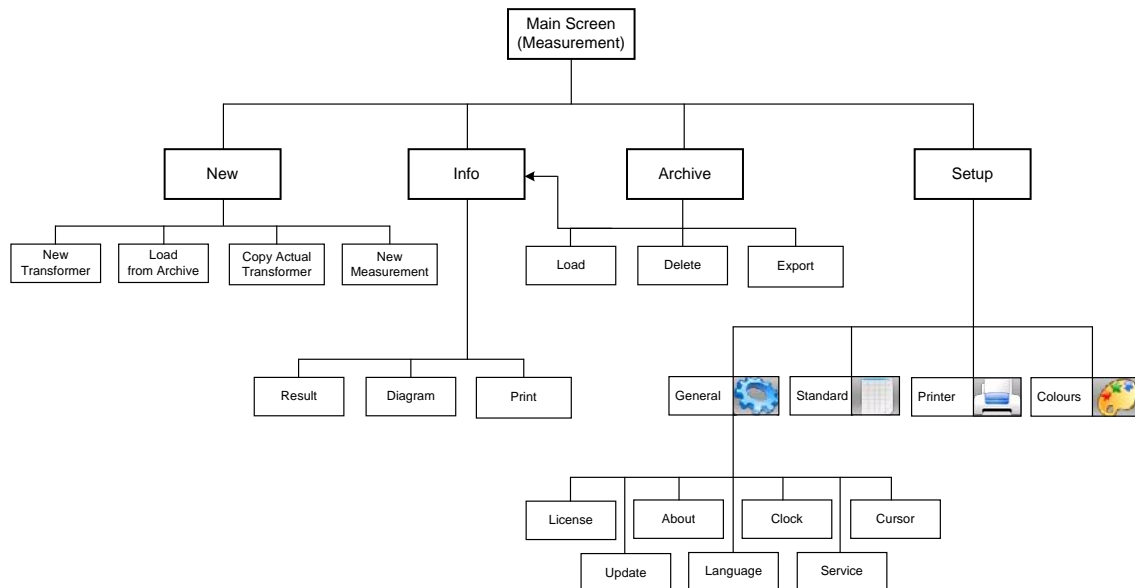 Main Screen
(Measurement)
New
Info
Archive
Setup
New
Transformer
Load
from Archive
Copy Actual
Transformer
New
Measurement
Load
Delete
Export
Result
Diagram
Print
General
Standard
Printer
Colours
License
About
Clock
Cursor
Update
Language
Service